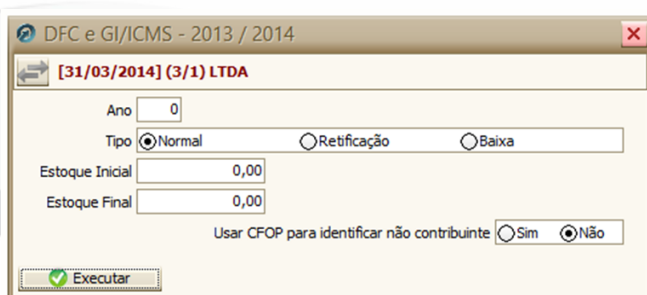 DFC e GI/ICMS - 2013 / 2014
[31/03/2014] (3/1) LTDA
Ano 0
Tipo Normal Retificação Baixa
Estoque Inicial 0,00
Estoque Final 0,00
Usar CFOP para identificar não contribuinte Sim Não
Executar